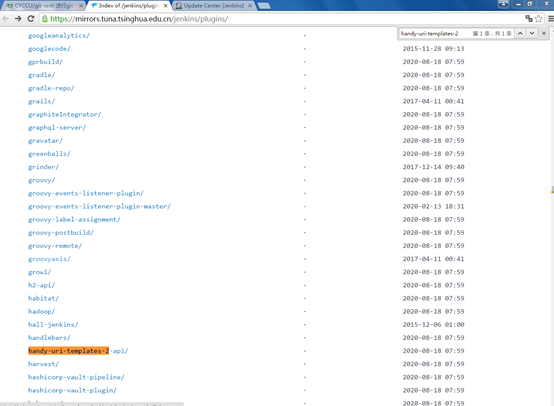 CYCCU/git-task 进行git
Index of /jenkins/plugin
Update Center [Jenkins]
https://mirrors.tuna.tsinghua.edu.cn/jenkins/plugins/
handy-uri-templates-2 第 1 条，共 1 条
googleanalytics/ -
googlecode/ - 2015-11-28 09:13
gprbuild/ - 2020-08-18 07:59
gradle/ - 2020-08-18 07:59
gradle-repo/ - 2020-08-18 07:59
grails/ - 2017-04-11 00:41
graphiteIntegrator/ - 2020-08-18 07:59
graphql-server/ - 2020-08-18 07:59
gravatar/ - 2020-08-18 07:59
greenballs/ - 2020-08-18 07:59
grinder/ - 2017-12-14 09:40
groovy/ - 2020-08-18 07:59
groovy-events-listener-plugin/ - 2020-08-18 07:59
groovy-events-listener-plugin-master/ - 2020-02-13 18:31
groovy-label-assignment/ - 2020-08-18 07:59
groovy-postbuild/ - 2020-08-18 07:59
groovy-remote/ - 2020-08-18 07:59
groovyaxis/ - 2017-04-11 00:41
growl/ - 2020-08-18 07:59
h2-api/ - 2020-08-18 07:59
habitat/ - 2020-08-18 07:59
hadoop/ - 2020-08-18 07:59
hall-jenkins/ - 2015-12-06 01:00
handlebars/ - 2020-08-18 07:59
handy-uri-templates-2-api/ - 2020-08-18 07:59
harvest/ - 2020-08-18 07:59
hashicorp-vault-pipeline/ - 2020-08-18 07:59
hashicorp-vault-plugin/ - 2020-08-18 07:59
- 2020-08-18 07:59